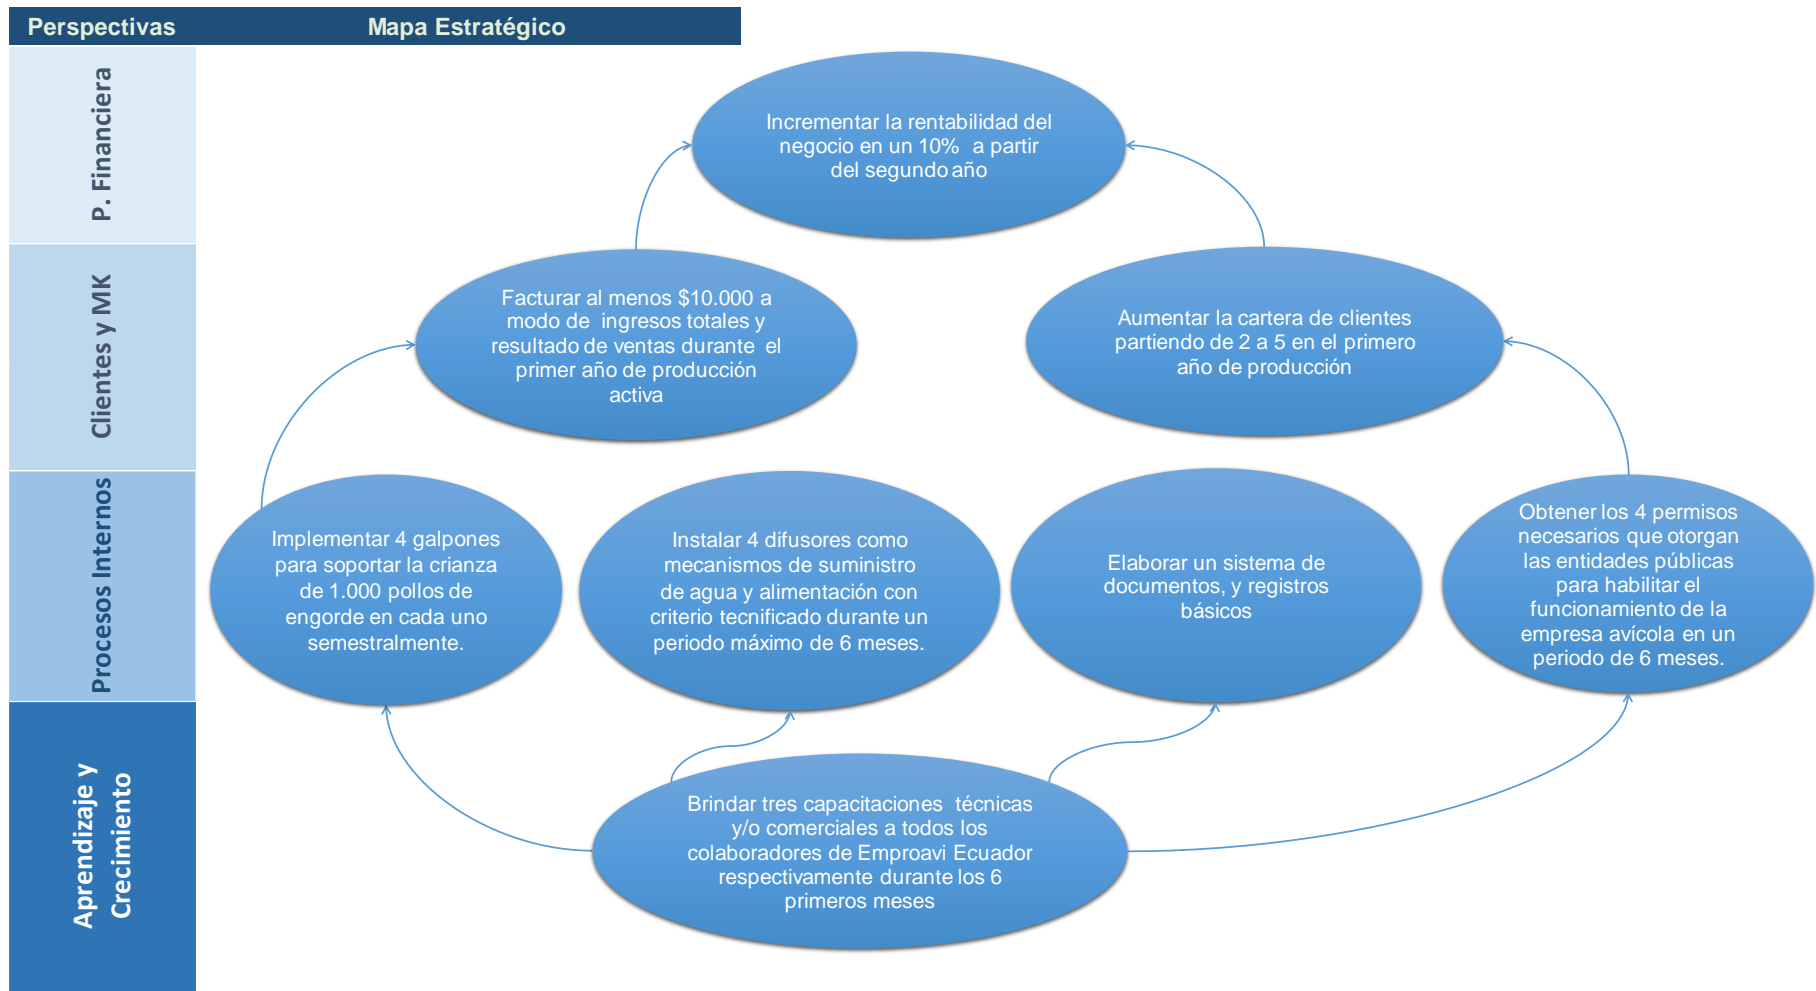 Perspectivas
Mapa Estratégico
P. Financiera
Incrementar la rentabilidad del
negocio en un 10% a partir
del segundo año
Clientes y MK
Facturar al menos $10.000 a
modo de ingresos totales y
resultado de ventas durante el
primer año de producción
activa
Aumentar la cartera de clientes
partiendo de 2 a 5 en el primero
año de producción
Procesos Internos
Implementar 4 galpones
para soportar la crianza
de 1.000 pollos de
engorde en cada uno
semestralmente.
Instalar 4 difusores como
mecanismos de suministro
de agua y alimentación con
criterio tecnificado durante un
periodo máximo de 6 meses.
Elaborar un sistema de
documentos, y registros
básicos
Obtener los 4 permisos
necesarios que otorgan
las entidades públicas
para habilitar el
funcionamiento de la
empresa avícola en un
periodo de 6 meses.
Aprendizaje y
Crecimiento
Brindar tres capacitaciones técnicas
y/o comerciales a todos los
colaboradores de Emproavi Ecuador
respectivamente durante los 6
primeros meses